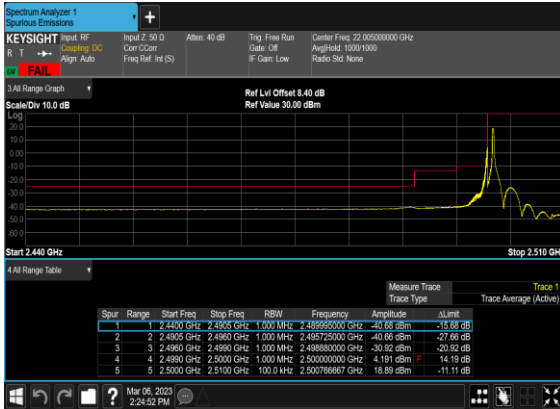 Spectrum Analyzer 1
Spurious Emissions
KEYSIGHT Input: RF Input Z: 50 Ω Atten: 40 dB Trig: Free Run Center Freq: 22.005000000 GHz
R T Coupling: DC Corr CCorr Gate: Off Avg|Hold: 1000/1000
Align: Auto Freq Ref: Int (S) IF Gain: Low Radio Std: None
FAIL
3 All Range Graph
Ref Lvl Offset 8.40 dB
Scale/Div 10.0 dB Ref Value 30.00 dBm
Log
20.0
10.0
0.00
-10.0
-20.0
-30.0
-40.0
-50.0
-60.0
Start 2.440 GHz Stop 2.510 GH
4 All Range Table
Measure Trace Trace 1
Trace Type Trace Average (Active)
Spur Range Start Freq Stop Freq RBW Frequency Amplitude ΔLimit
1 1 2.4400 GHz 2.4905 GHz 1.000 MHz 2.489995000 GHz -40.68 dBm -15.68 dB
2 2 2.4905 GHz 2.4960 GHz 1.000 MHz 2.495725000 GHz -40.66 dBm -27.66 dB
3 3 2.4960 GHz 2.4990 GHz 1.000 MHz 2.498880000 GHz -30.92 dBm -20.92 dB
4 4 2.4990 GHz 2.5000 GHz 1.000 MHz 2.500000000 GHz 4.191 dBm F 14.19 dB
5 5 2.5000 GHz 2.5100 GHz 100.0 kHz 2.500766667 GHz 18.89 dBm -11.11 dB
? Mar 06, 2023
2:24:52 PM